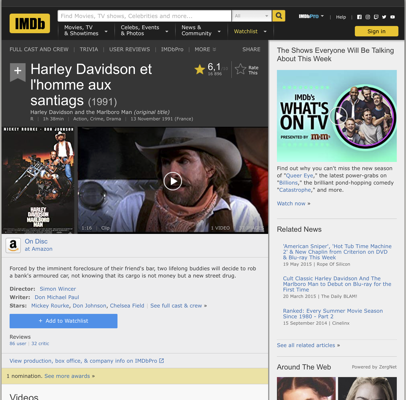 IMDb
Find Movies, TV shows, Celebrities and more...
All
IMDbPro
Help
Movies, TV
& Showtimes
Celebs, Events
& Photos
News &
Community
Watchlist
Sign in
FULL CAST AND CREW | TRIVIA | USER REVIEWS | IMDbPro | MORE
SHARE
Harley Davidson et
l'homme aux
santiags (1991)
6,1
Rate
This
Harley Davidson and the Marlboro Man (original title)
R | 1h 38min | Action, Crime, Drama | 13 November 1991 (France)
MICKEY ROURKE
DON JOHNSON
HARLEY
DAVIDSON
AND THE
MARLBORO
MAN
1:10 | Clip
1 VIDEO
On Disc
at Amazon
Forced by the imminent foreclosure of their friend's bar, two lifelong buddies will decide to rob
a bank's armoured car, not knowing that its cargo is not money but a new street drug.
Director: Simon Wincer
Writer: Don Michael Paul
Stars: Mickey Rourke, Don Johnson, Chelsea Field | See full cast & crew »
+ Add to Watchlist
Reviews
86 user | 32 critic
View production, box office, & company info on IMDbPro
1 nomination. See more awards »
Videos
The Shows Everyone Will Be Talking
About This Week
IMDb's
WHAT'S
ON TV
PRESENTED BY
Find out why you can't miss the new season
of "Queer Eye," the latest power-grabs on
"Billions," the brilliant pond-hopping comedy
"Catastrophe," and more.
Watch now »
Related News
'American Sniper', 'Hot Tub Time Machine
2' & New Chaplin from Criterion on DVD
& Blu-ray This Week
19 May 2015 | Rope Of Silicon
Cult Classic Harley Davidson And The
Marlboro Man to Debut on Blu-ray for the
First Time
20 March 2015 | The Daily BLAM!
Ranked: Every Summer Movie Season
Since 1980 - Part 2
15 September 2014 | Cinelinx
See all related articles »
Around The Web
Powered by ZergNet